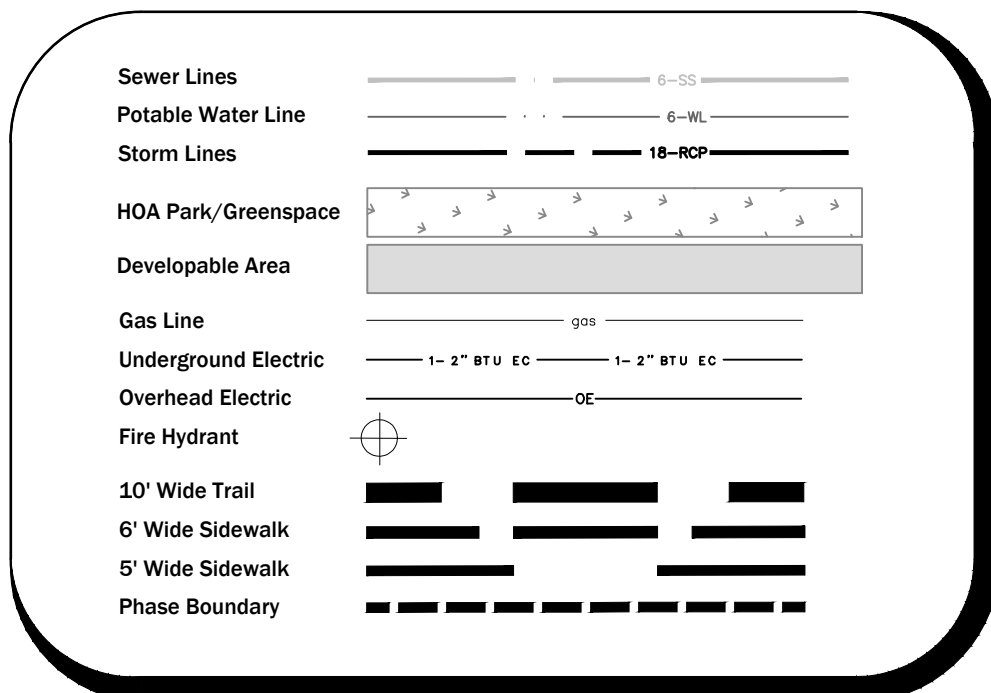 Sewer Lines 6-SS
Potable Water Line 6-WL
Storm Lines 18-RCP
HOA Park/Greenspace
Developable Area
Gas Line gas
Underground Electric 1- 2" BTU EC 1- 2" BTU EC
Overhead Electric OE
Fire Hydrant
10' Wide Trail
6' Wide Sidewalk
5' Wide Sidewalk
Phase Boundary